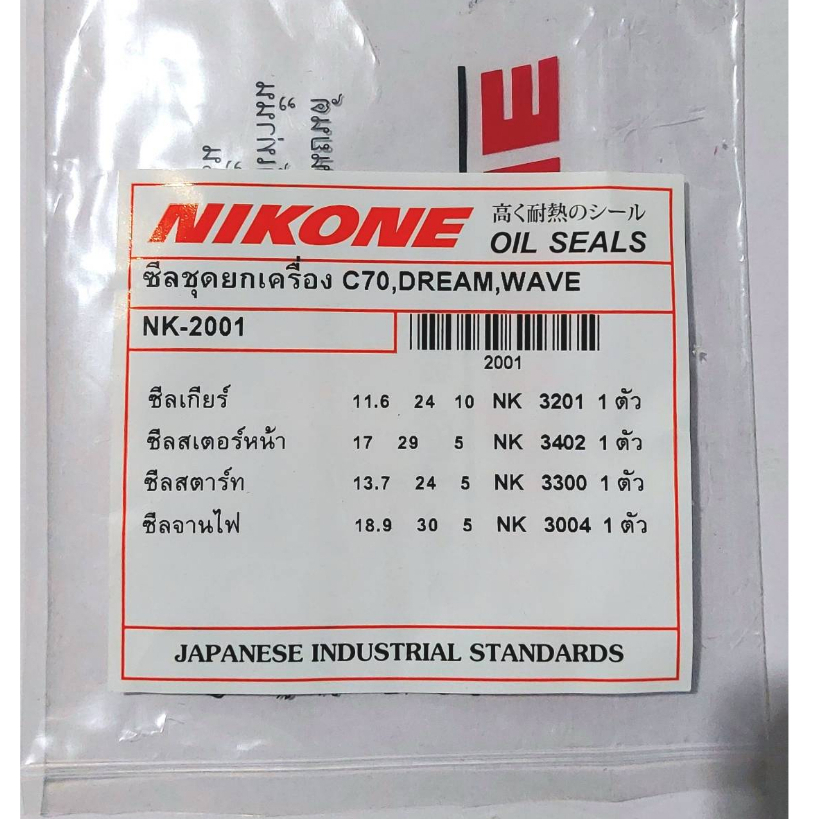 NE
NIKONE 高く耐熱のシール
OIL SEALS
ซีลชุดยกเครื่อง C70,DREAM,WAVE
NK-2001
2001
ซีลเกียร์ 11.6 24 10 NK 3201 1 ตัว
ซีลสเตอร์หน้า 17 29 5 NK 3402 1 ตัว
ซีลสตาร์ท 13.7 24 5 NK 3300 1 ตัว
ซีลจานไฟ 18.9 30 5 NK 3004 1 ตัว
JAPANESE INDUSTRIAL STANDARDS